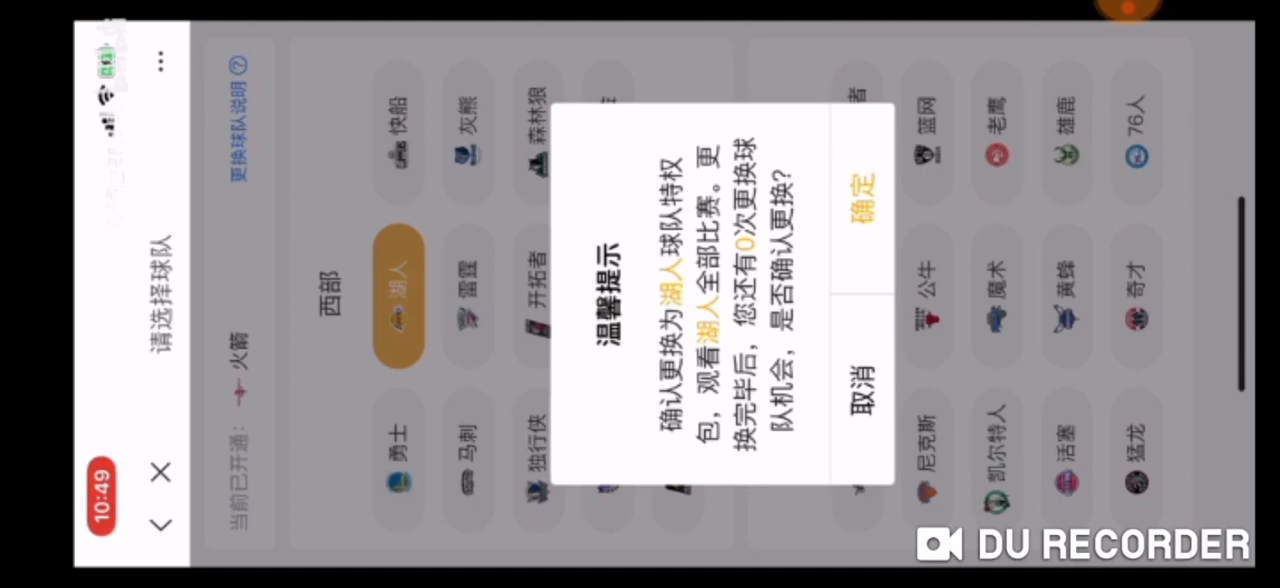 10:49
请选择球队
当前已开通：
火箭
更换球队说明
西部
勇士
湖人
快船
马刺
雷霆
灰熊
独行侠
开拓者
森林狼
温馨提示
确认更换为湖人球队特权
包，观看湖人全部比赛。更
换完毕后，您还有0次更换球
队机会，是否确认更换？
取消
确定
者
尼克斯
公牛
篮网
凯尔特人
魔术
老鹰
活塞
黄蜂
雄鹿
猛龙
奇才
76人
DU RECORDER